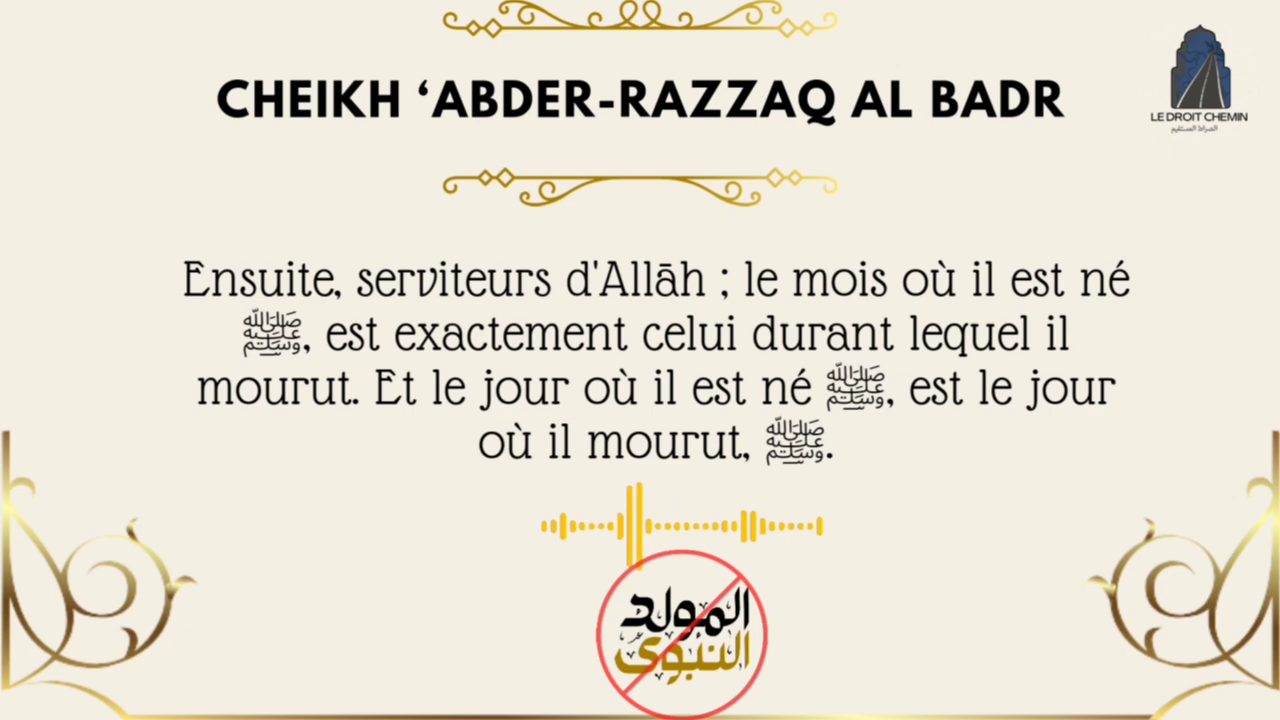 CHEIKH ‘ABDER-RAZZAQ AL BADR
LE DROIT CHEMIN
الصراط المستقيم
Ensuite, serviteurs d'Allāh ; le mois où il est né
ﷺ, est exactement celui durant lequel il
mourut. Et le jour où il est né ﷺ, est le jour
où il mourut, ﷺ.
المولد
النبوي